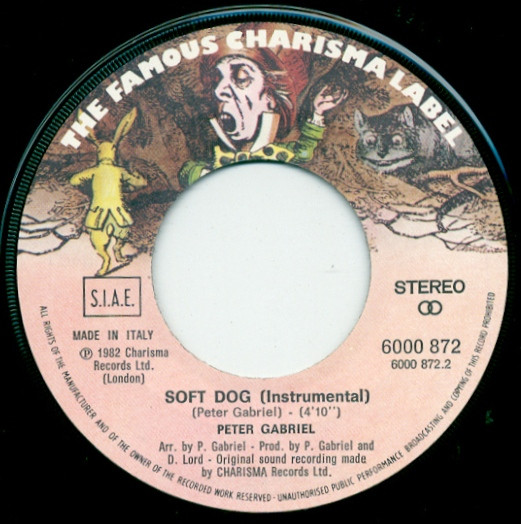 THE FAMOUS CHARISMA LABEL
S.I.A.E.
STEREO
MADE IN ITALY
℗ 1982 Charisma
Records Ltd.
(London)
6000 872
6000 872.2
SOFT DOG (Instrumental)
(Peter Gabriel) - (4'10'')
PETER GABRIEL
Arr. by P. Gabriel - Prod. by P. Gabriel and
D. Lord - Original sound recording made
by CHARISMA Records Ltd.
ALL RIGHTS OF THE MANUFACTURER AND OF THE OWNER OF THE RECORDED WORK RESERVED - UNAUTHORISED PUBLIC PERFORMANCE BROADCASTING AND COPYING OF THIS RECORD PROHIBITED